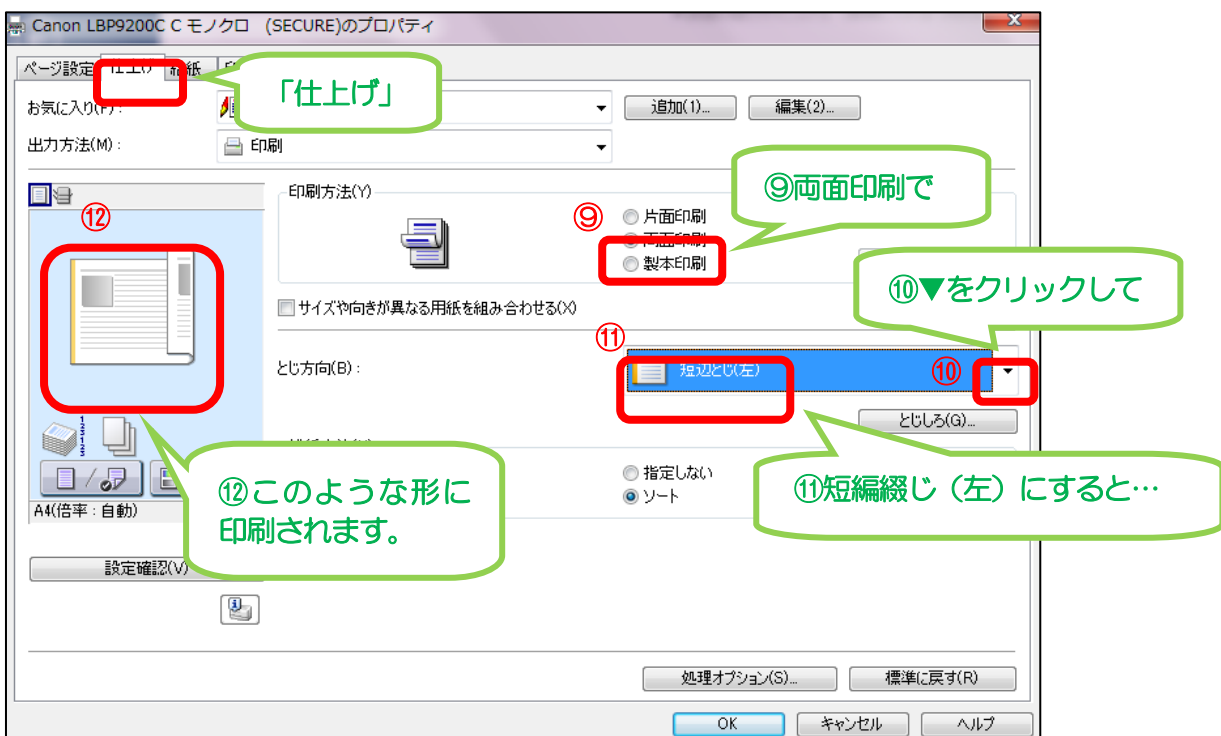 Canon LBP9200C C モノクロ (SECURE)のプロパティ
ページ設定 仕上げ 給紙
「仕上げ」
お気に入り(F) :
追加(1)... 編集(2)...
出力方法(M) : 印刷
⑫
印刷方法(Y)
⑨
片面印刷
両面印刷
製本印刷
⑨両面印刷で
⑩▼をクリックして
サイズや向きが異なる用紙を組み合わせる(X)
⑪
とじ方向(B) :
短辺とじ(左)
⑩
とじしろ(G)...
指定しない
ソート
⑪短編綴じ（左）にすると…
⑫このような形に
印刷されます。
A4(倍率 : 自動)
設定確認(V)
処理オプション(S)... 標準に戻す(R)
OK キャンセル ヘルプ